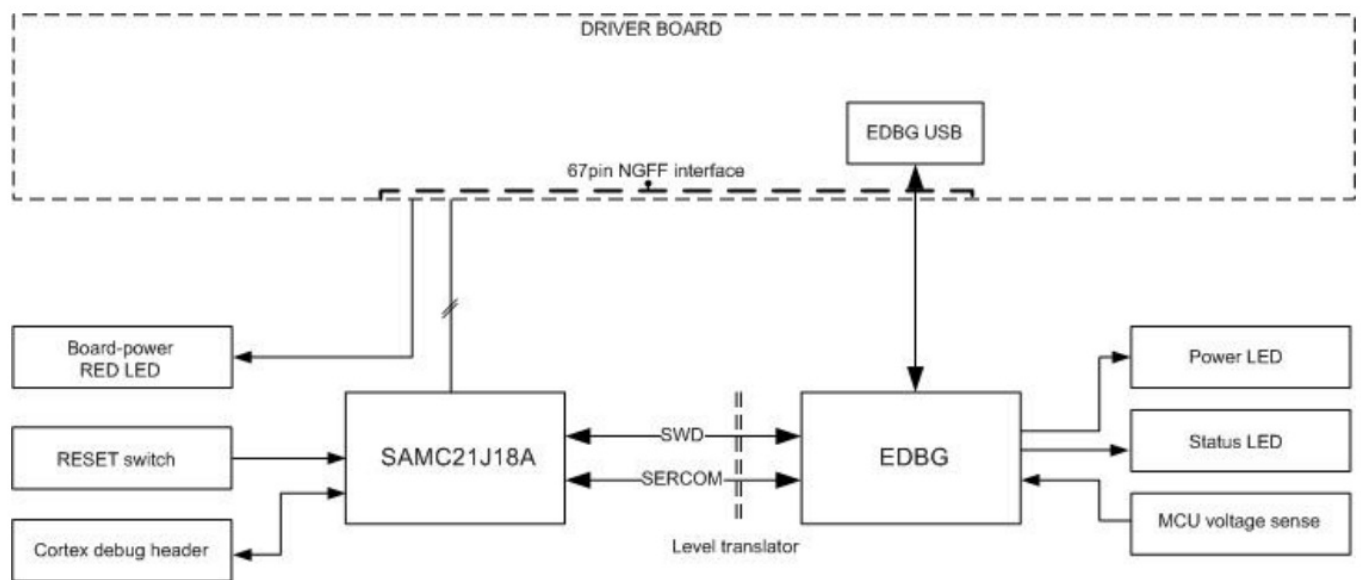 DRIVER BOARD
EDBG USB
67pin NGFF interface
Board-power
RED LED
Power LED
RESET switch
SAMC21J18A
SWD
EDBG
Status LED
SERCOM
Cortex debug header
Level translator
MCU voltage sense